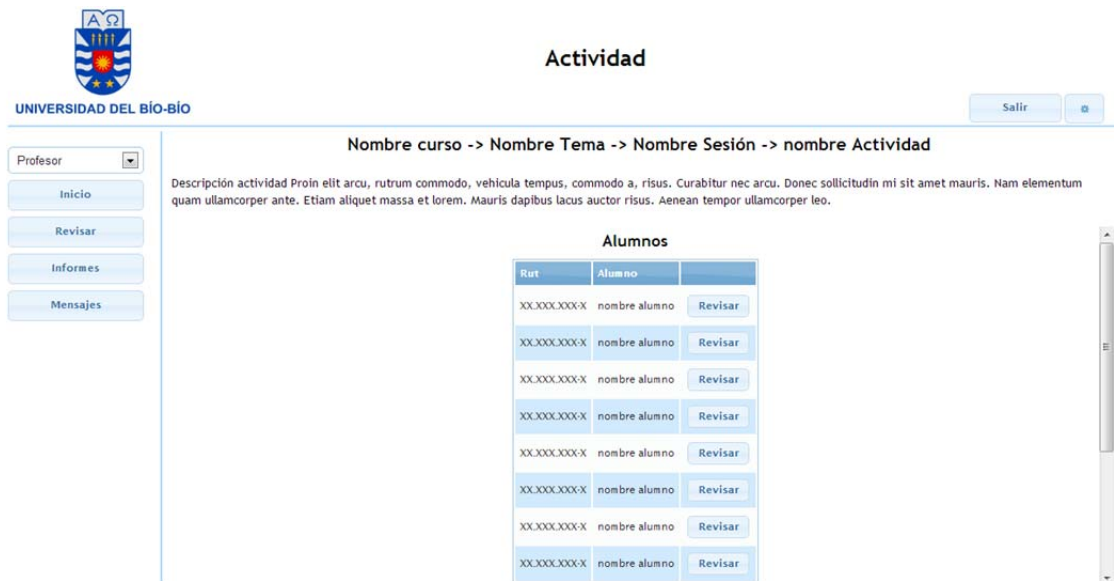 ΑΩ
Actividad
UNIVERSIDAD DEL BÍO-BÍO
Salir
Profesor
Nombre curso -> Nombre Tema -> Nombre Sesión -> nombre Actividad
Inicio
Revisar
Informes
Mensajes
Descripción actividad Proin elit arcu, rutrum commodo, vehicula tempus, commodo a, risus. Curabitur nec arcu. Donec sollicitudin mi sit amet mauris. Nam elementum
quam ullamcorper ante. Etiam aliquet massa et lorem. Mauris dapibus lacus auctor risus. Aenean tempor ullamcorper leo.
Alumnos
Rut Alumno
XX.XXX.XXX-X nombre alumno Revisar
XX.XXX.XXX-X nombre alumno Revisar
XX.XXX.XXX-X nombre alumno Revisar
XX.XXX.XXX-X nombre alumno Revisar
XX.XXX.XXX-X nombre alumno Revisar
XX.XXX.XXX-X nombre alumno Revisar
XX.XXX.XXX-X nombre alumno Revisar
XX.XXX.XXX-X nombre alumno Revisar